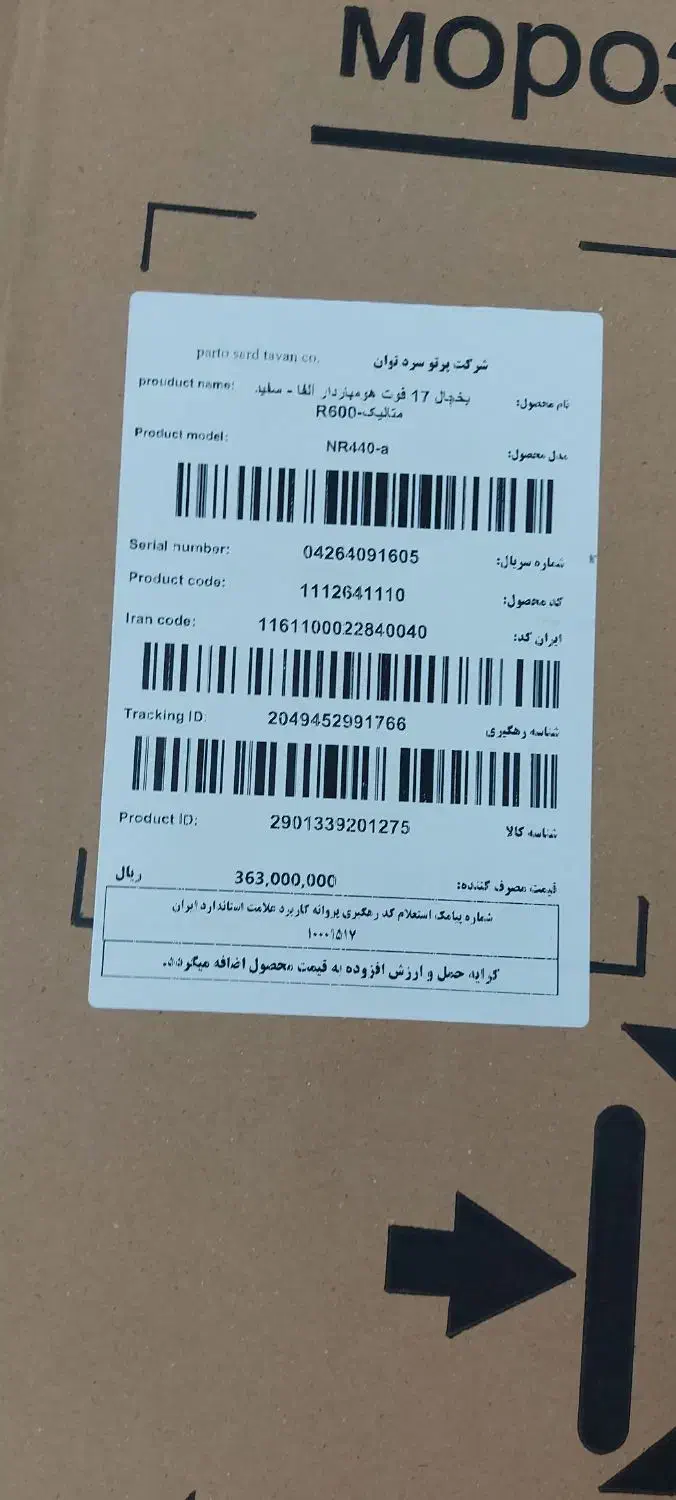 мороз
parto sard tavan co. شرکت پرتو سرد توان
prouduct name: یخچال 17 فوت هومباردار آلفا - سفید نام محصول:
متالیک-R600
Product model: NR440-a مدل محصول:
Serial number: 04264091605 شماره سریال:
Product code: 1112641110 کد محصول:
Iran code: 1161100022840040 ایران کد:
Tracking ID: 2049452991766 شناسه رهگیری
Product ID: 2901339201275 شناسه کالا
قیمت مصرف کننده: 363,000,000 ریال
شماره پیامک استعلام کد رهگیری پروانه کاربرد علامت استاندارد ایران
۱۰۰۰۱۵۱۷
کرایه حمل و ارزش افزوده به قیمت محصول اضافه میگردد.